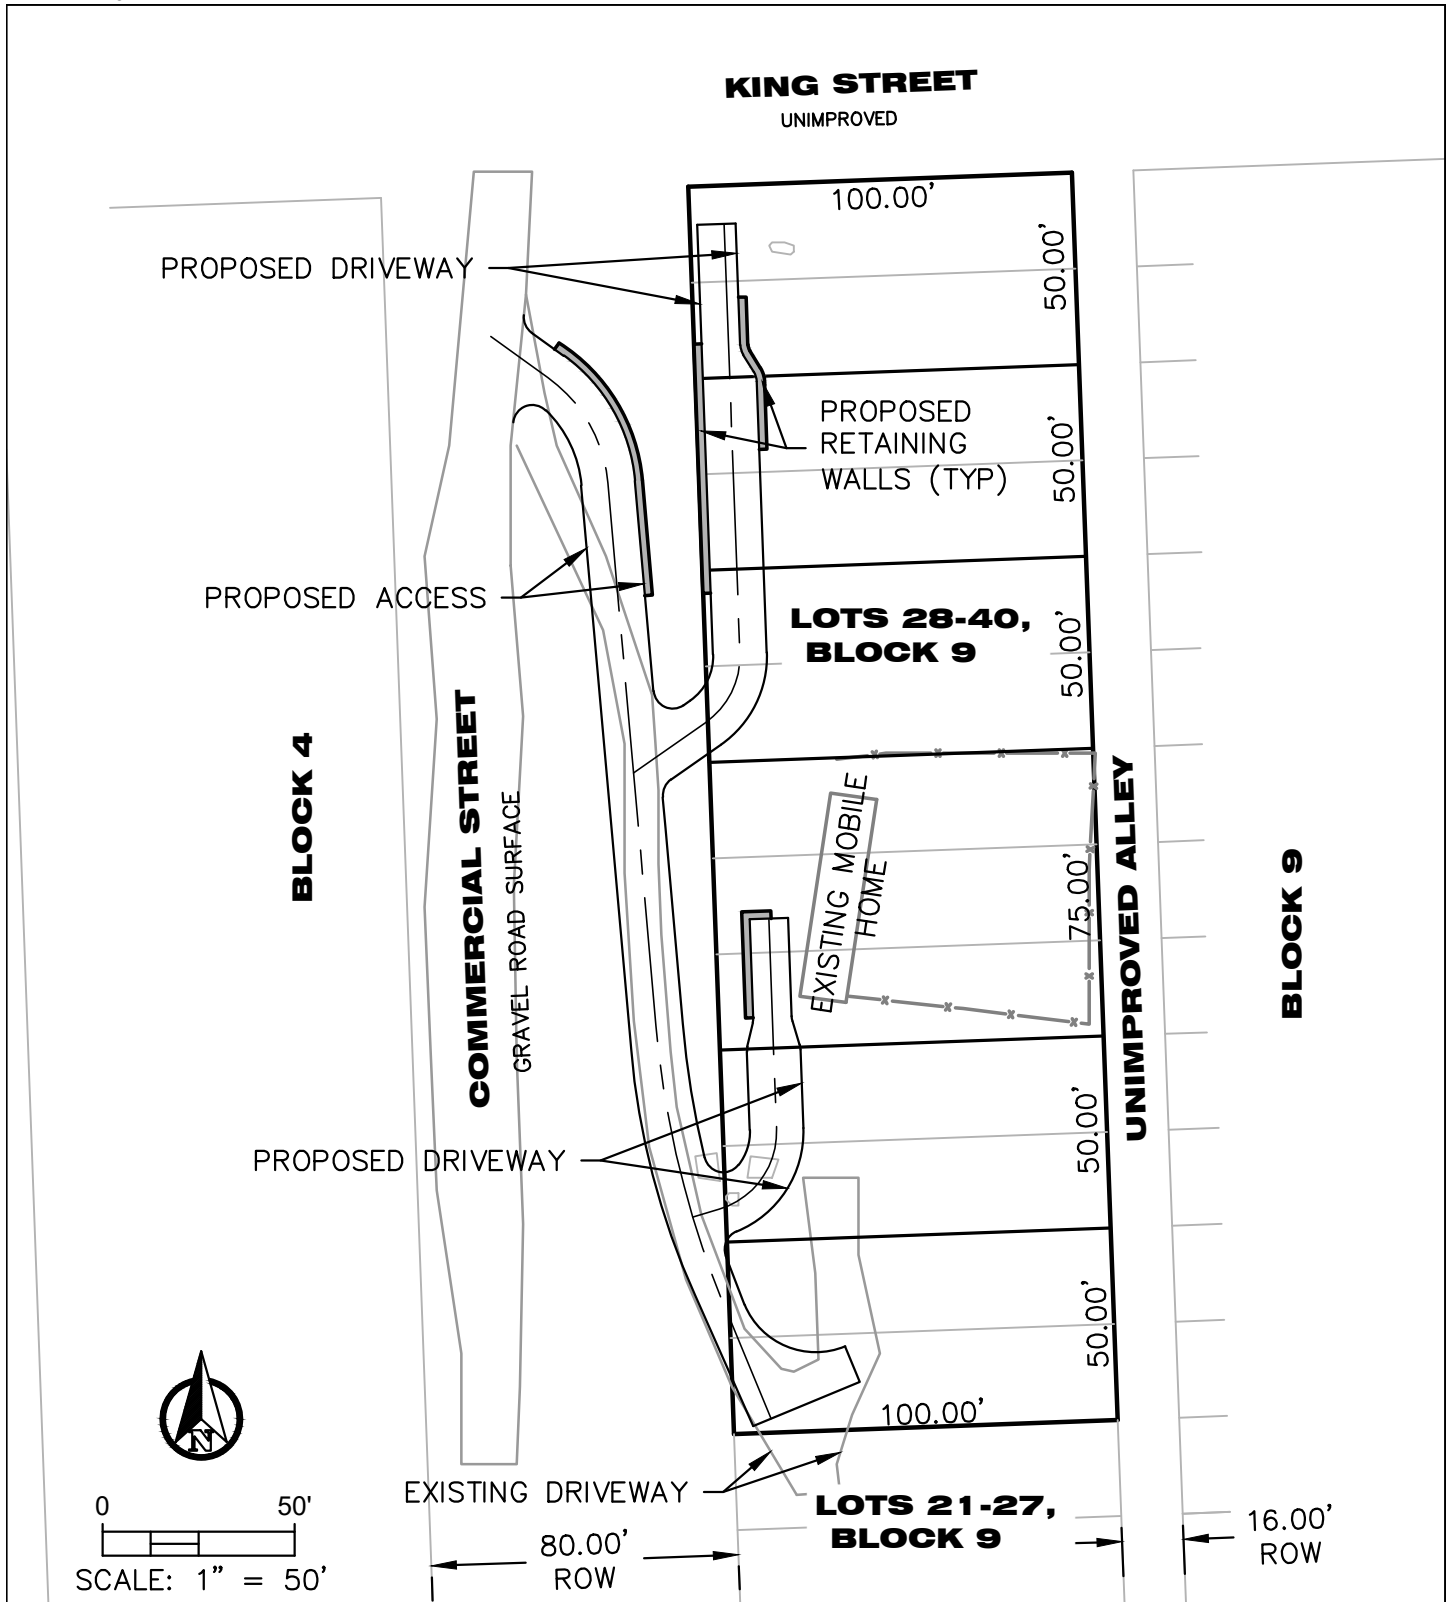 KING STREET
UNIMPROVED
100.00'
50.00'
PROPOSED DRIVEWAY
PROPOSED
RETAINING
WALLS (TYP)
50.00'
PROPOSED ACCESS
LOTS 28-40,
BLOCK 9
50.00'
BLOCK 4
COMMERCIAL STREET
GRAVEL ROAD SURFACE
EXISTING MOBILE
HOME
75.00'
UNIMPROVED ALLEY
BLOCK 9
PROPOSED DRIVEWAY
50.00'
50.00'
100.00'
N
EXISTING DRIVEWAY
LOTS 21-27,
BLOCK 9
0 50'
SCALE: 1" = 50'
80.00'
ROW
16.00'
ROW